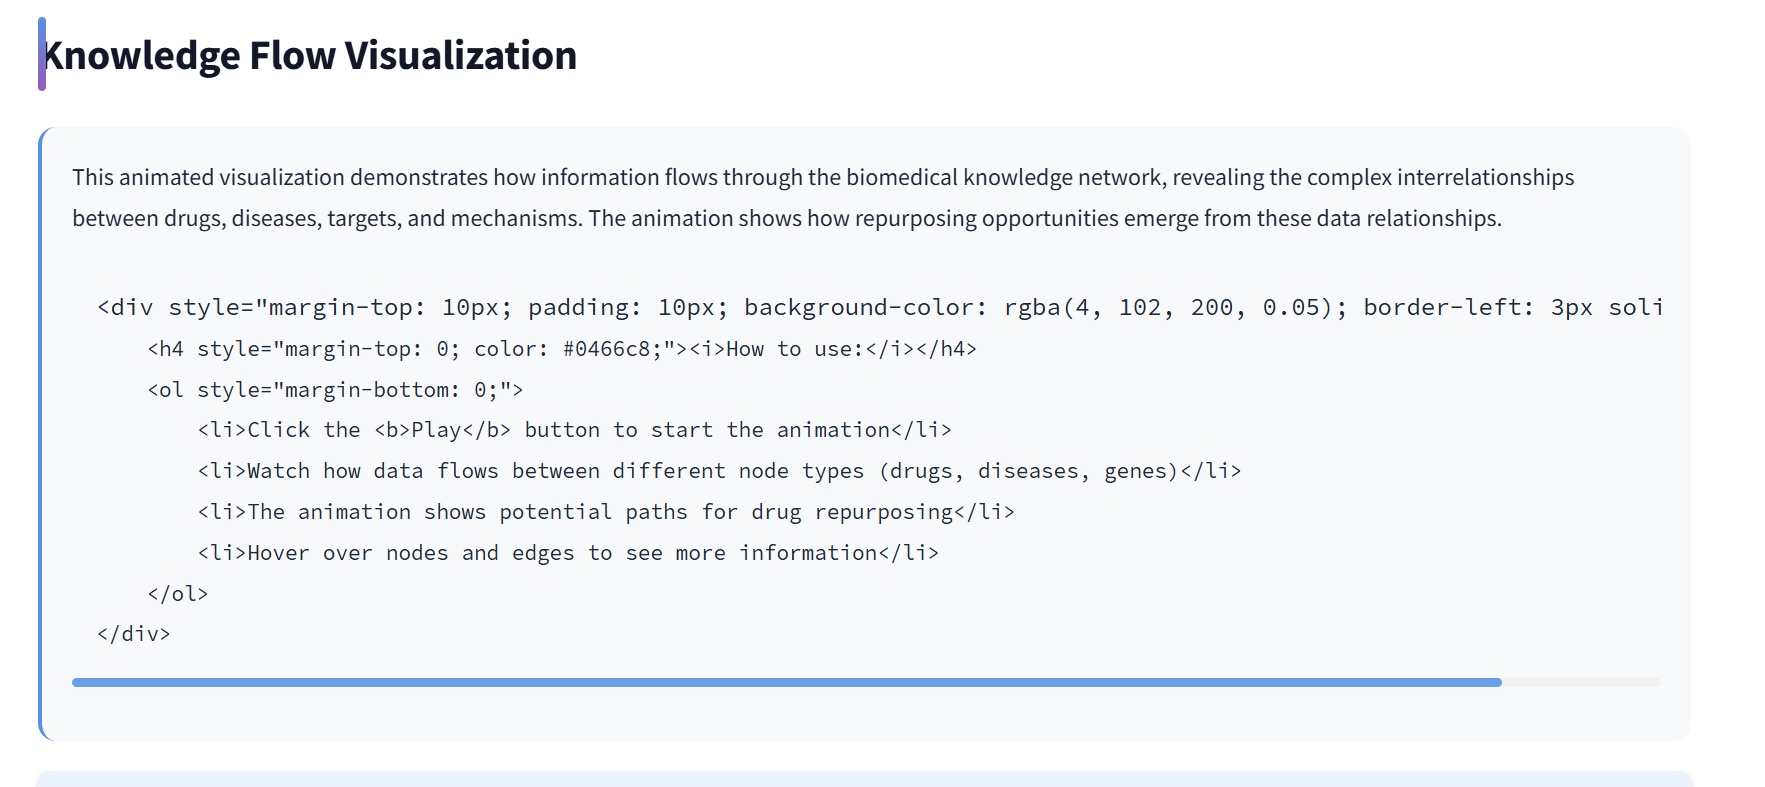 Knowledge Flow Visualization
This animated visualization demonstrates how information flows through the biomedical knowledge network, revealing the complex interrelationships
between drugs, diseases, targets, and mechanisms. The animation shows how repurposing opportunities emerge from these data relationships.
<div style="margin-top: 10px; padding: 10px; background-color: rgba(4, 102, 200, 0.05); border-left: 3px soli
<h4 style="margin-top: 0; color: #0466c8;"><i>How to use:</i></h4>
<ol style="margin-bottom: 0;">
<li>Click the <b>Play</b> button to start the animation</li>
<li>Watch how data flows between different node types (drugs, diseases, genes)</li>
<li>The animation shows potential paths for drug repurposing</li>
<li>Hover over nodes and edges to see more information</li>
</ol>
</div>